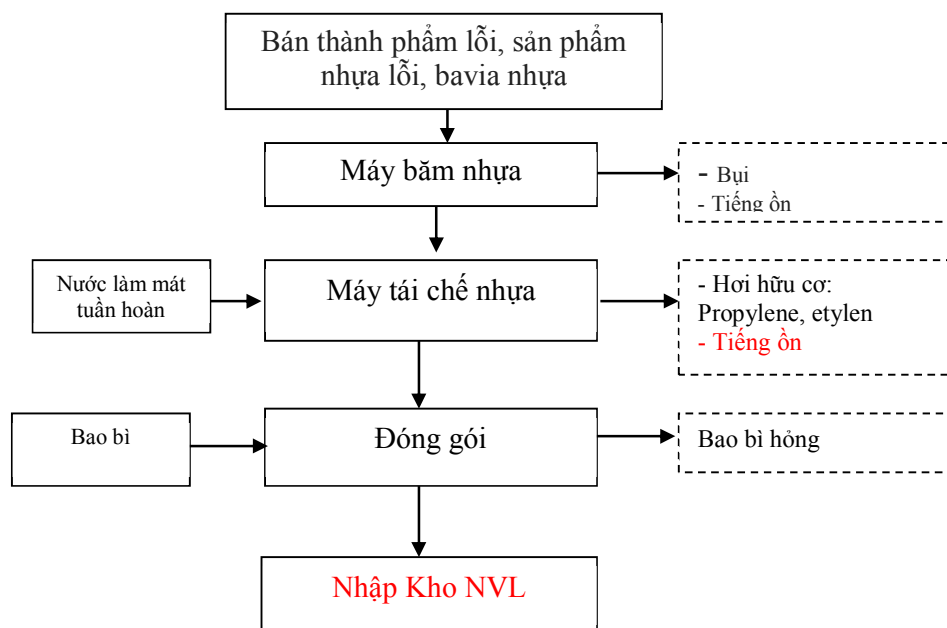 Bán thành phẩm lỗi, sản phẩm
nhựa lỗi, bavia nhựa
Máy băm nhựa
- Bụi
- Tiếng ồn
Nước làm mát
tuần hoàn
Máy tái chế nhựa
- Hơi hữu cơ:
Propylene, etylen
- Tiếng ồn
Bao bì
Đóng gói
Bao bì hỏng
Nhập Kho NVL